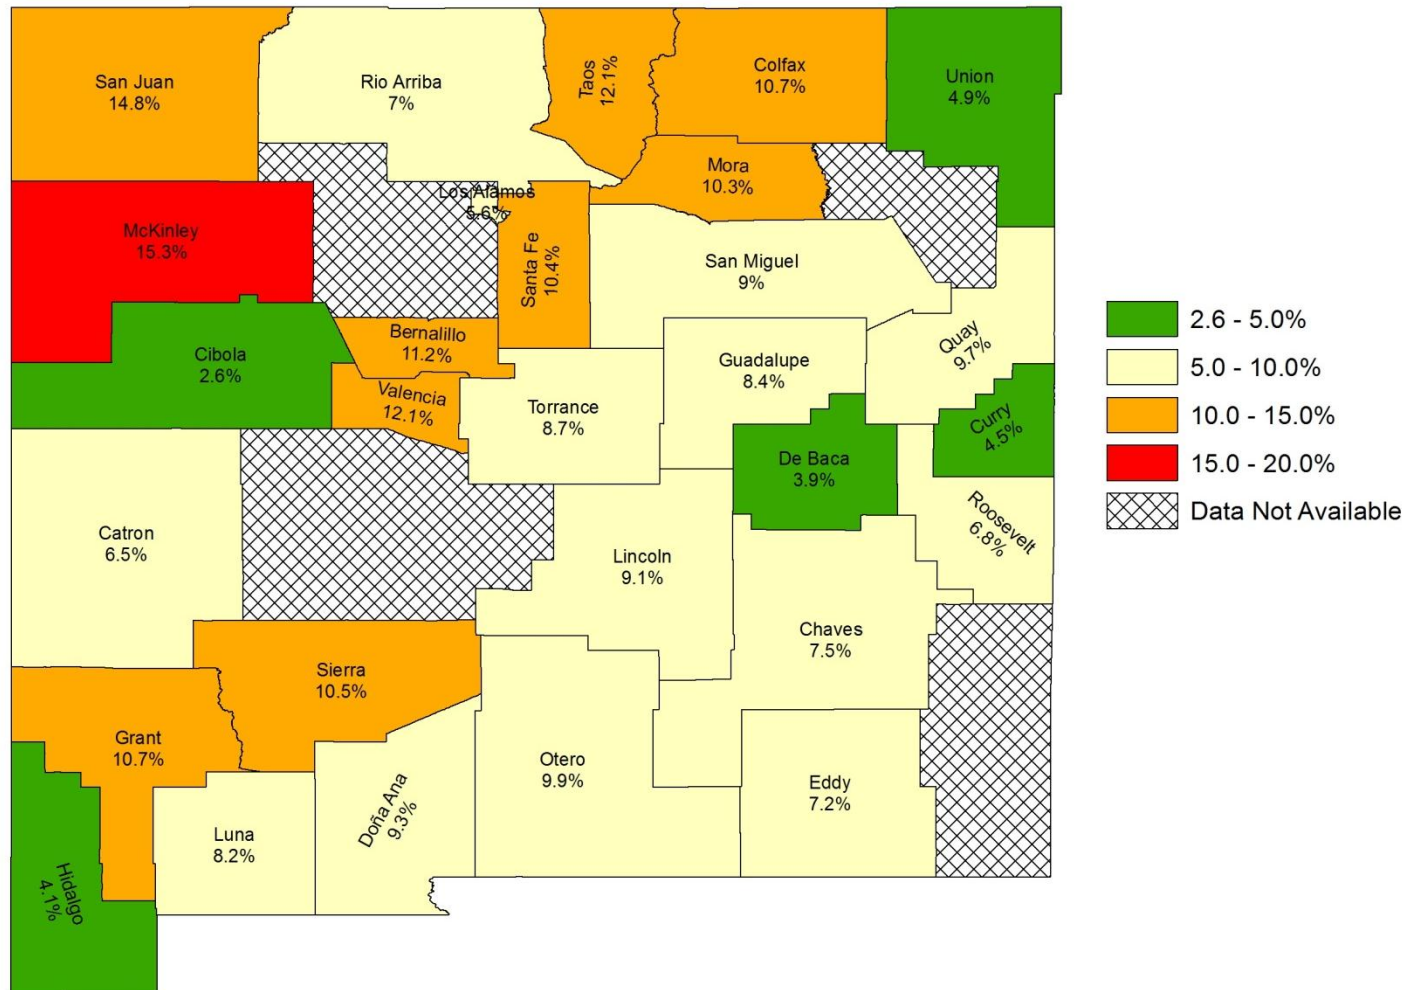 San Juan
14.8%
Rio Arriba
7%
Taos
12.1%
Colfax
10.7%
Union
4.9%
Mora
10.3%
Los Alamos
5.6%
McKinley
15.3%
Santa Fe
10.4%
San Miguel
9%
Bernalillo
11.2%
Cibola
2.6%
Valencia
12.1%
Torrance
8.7%
Guadalupe
8.4%
Quay
9.7%
Curry
4.5%
De Baca
3.9%
Roosevelt
6.8%
Catron
6.5%
Lincoln
9.1%
Chaves
7.5%
Sierra
10.5%
Grant
10.7%
Otero
9.9%
Eddy
7.2%
Doña Ana
9.3%
Luna
8.2%
Hidalgo
4.1%
2.6 - 5.0%
5.0 - 10.0%
10.0 - 15.0%
15.0 - 20.0%
Data Not Available